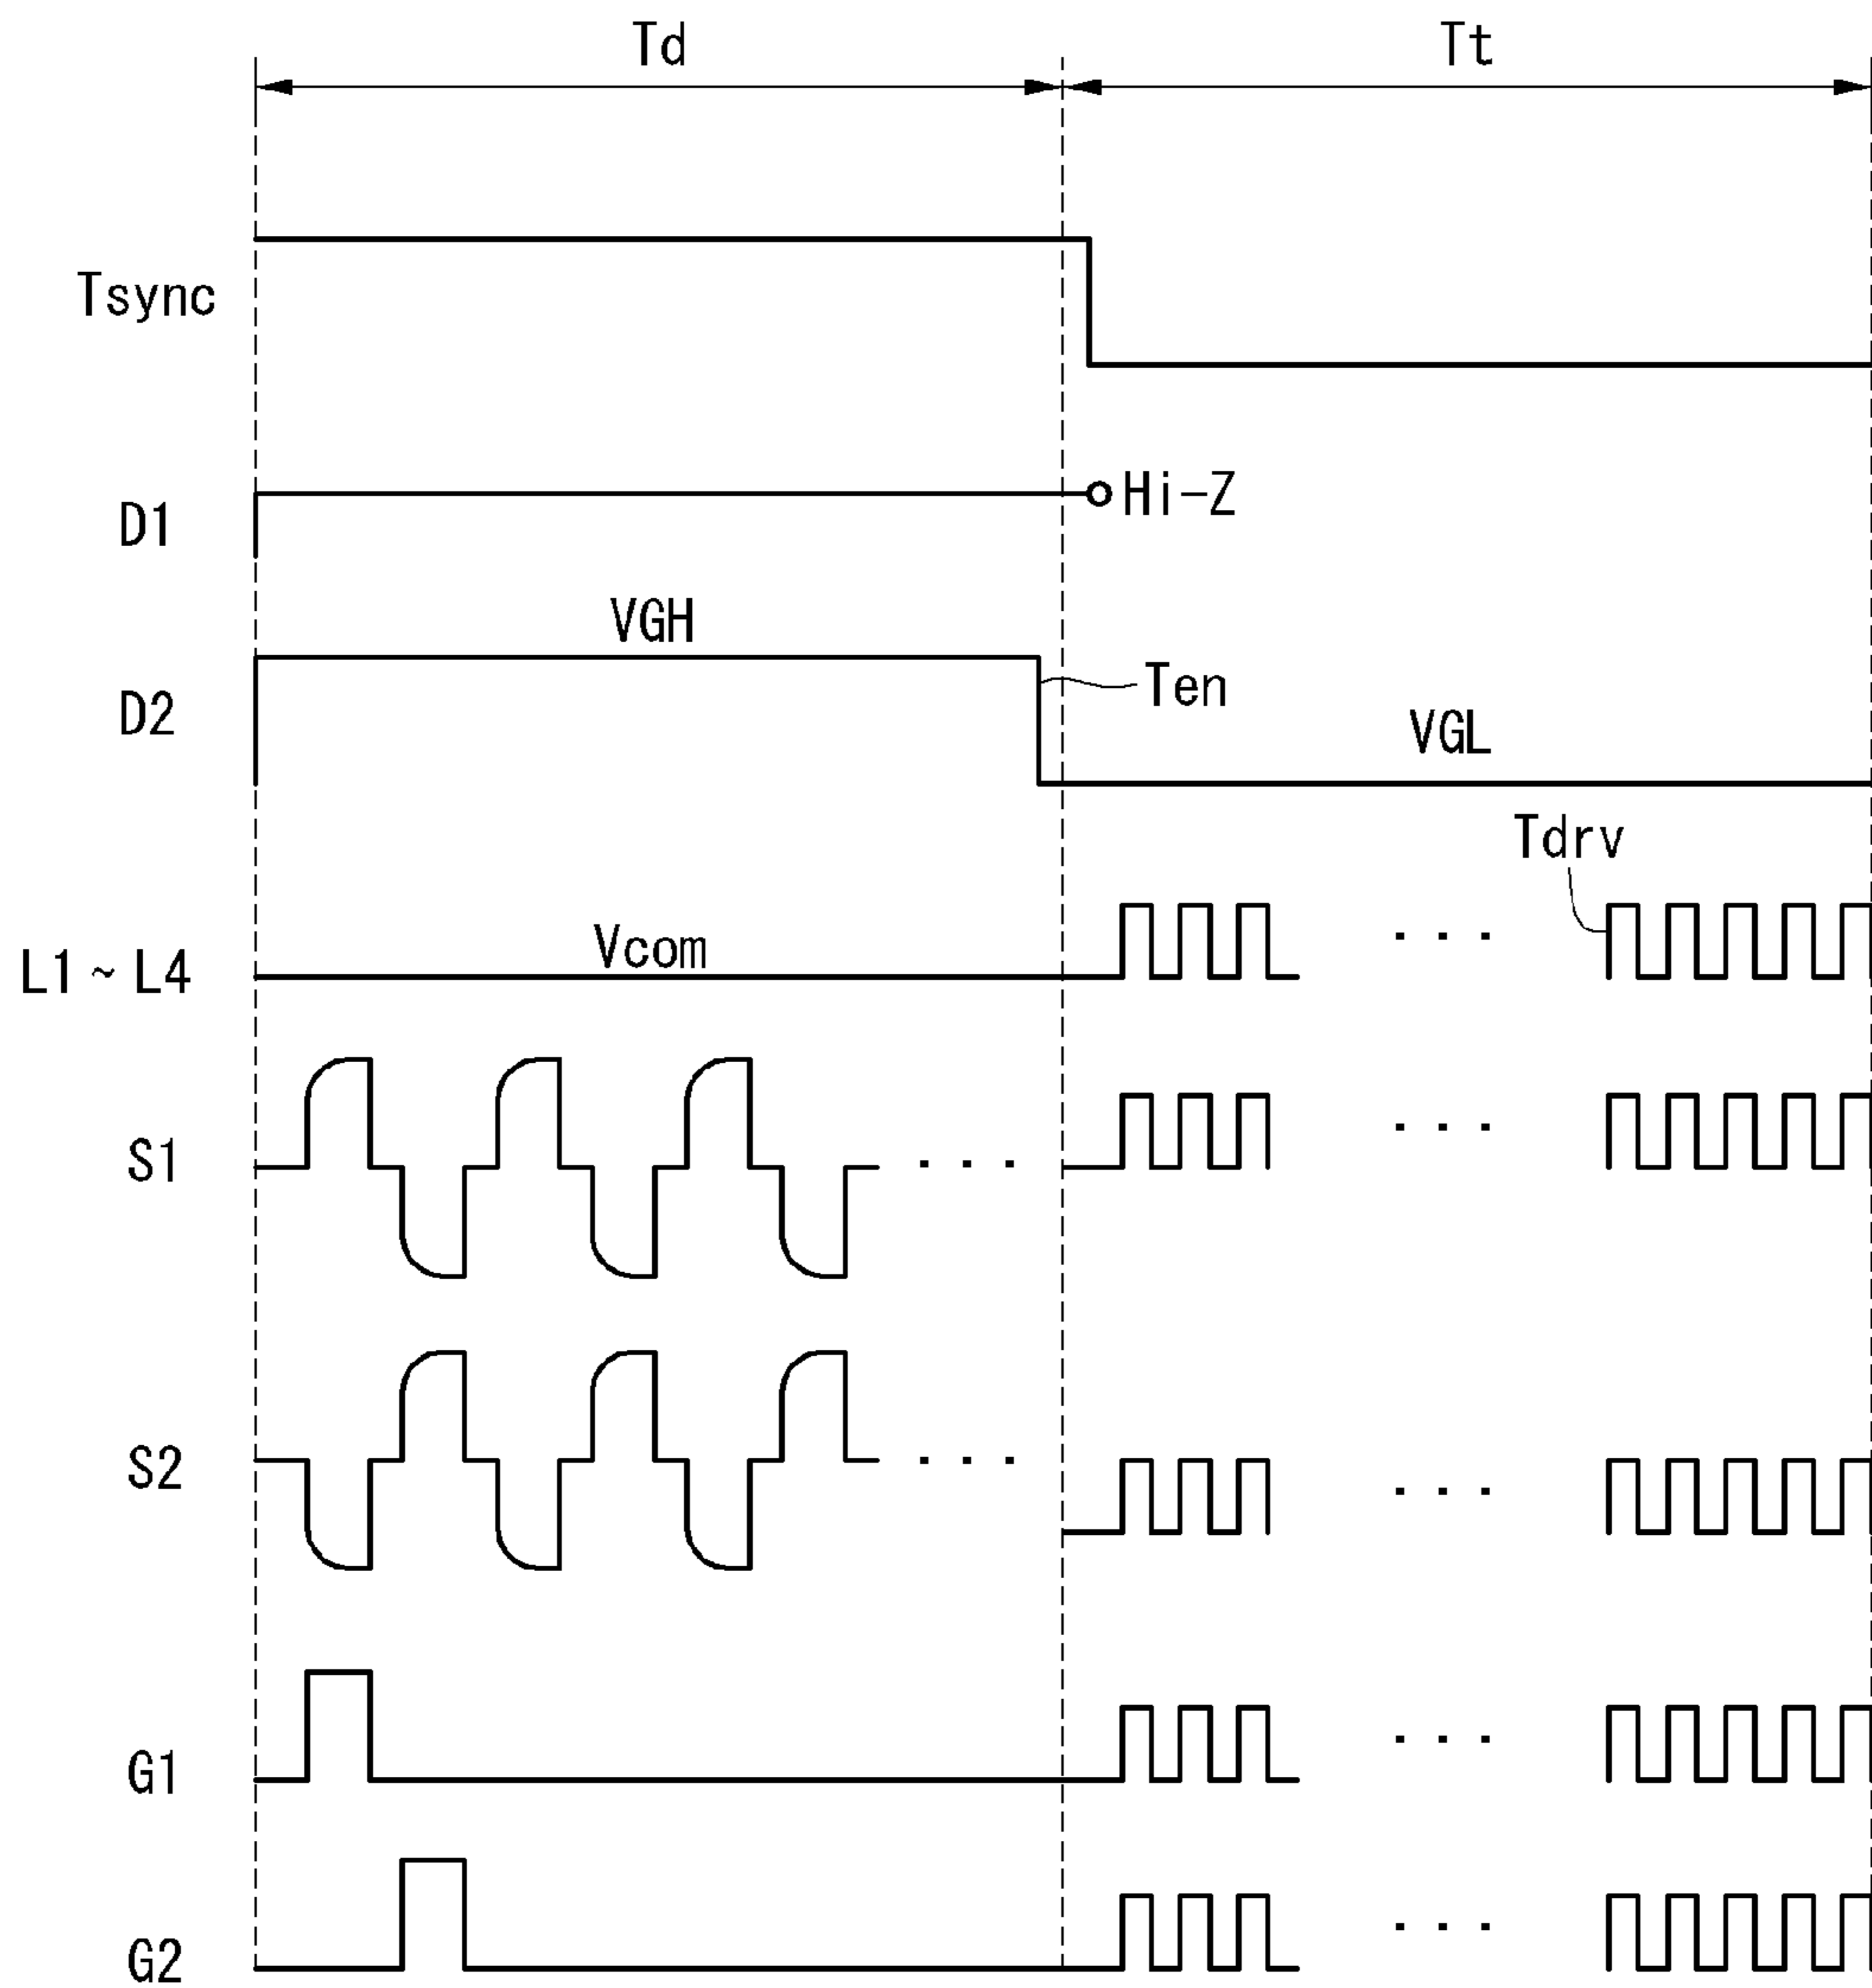 Td Tt
Tsync
D1 Hi-Z
VGH
D2 Ten VGL
Tdrv
L1 ~ L4 Vcom . . .
S1 . . . . . .
S2 . . . . . .
G1 . . .
G2 . . .